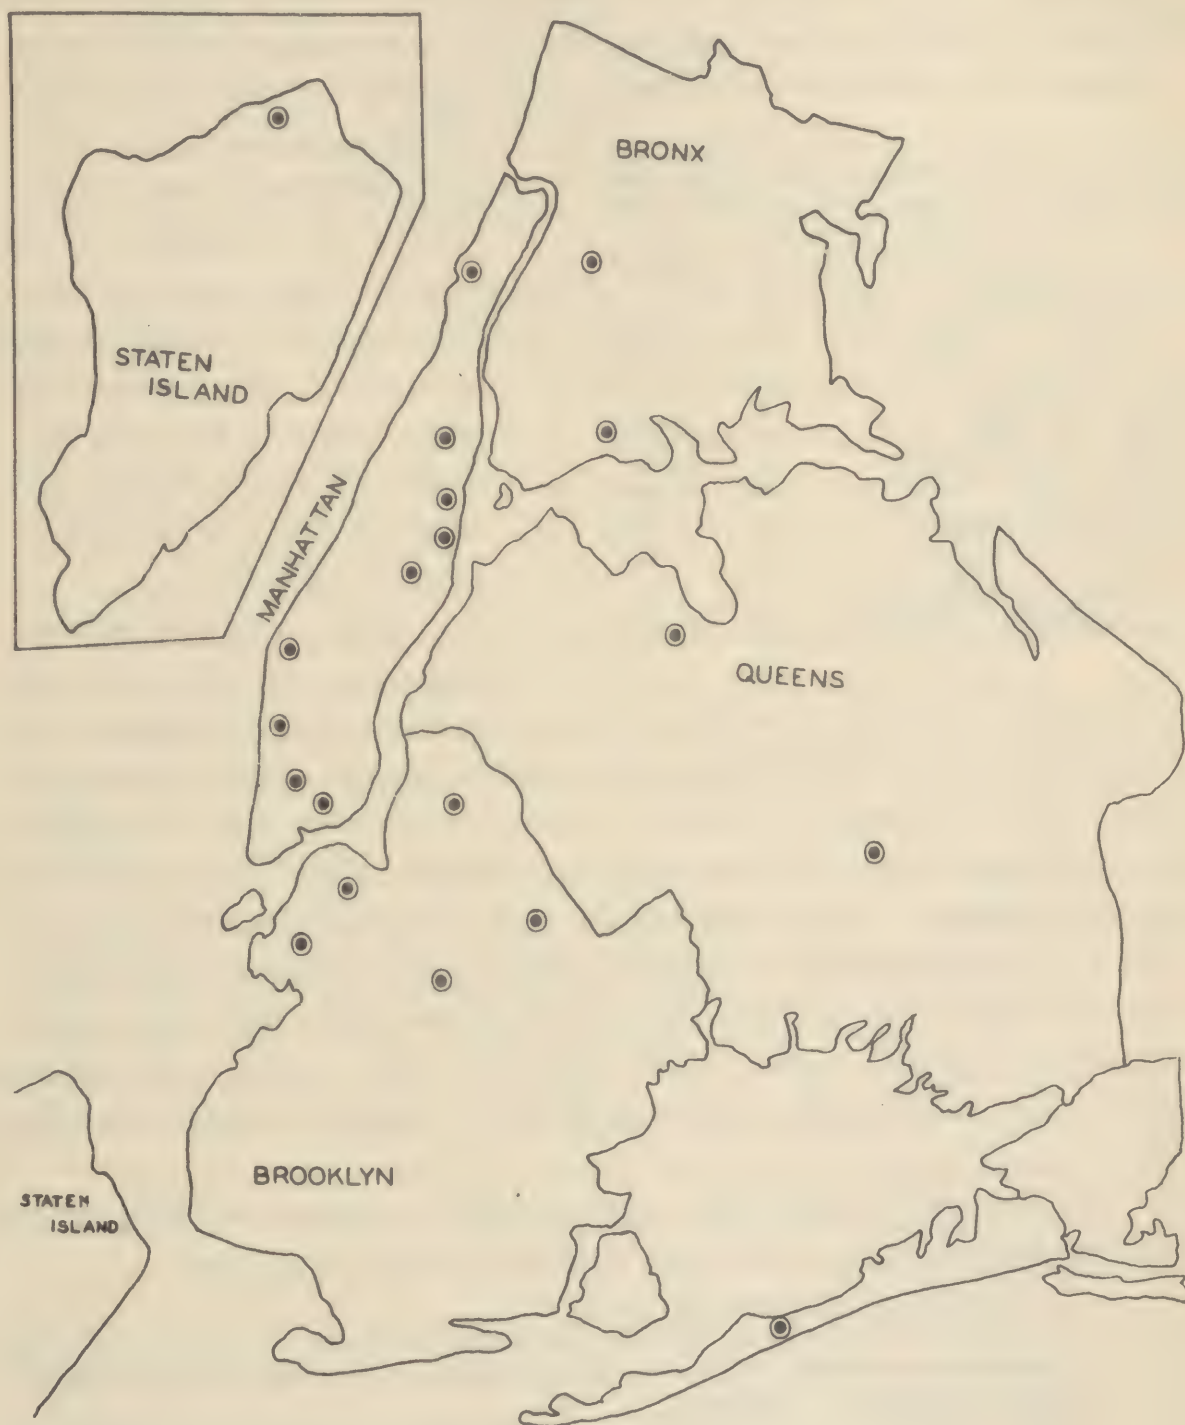 BRONX
STATEN
ISLAND
MANHATTAN
QUEENS
BROOKLYN
STATEN
ISLAND